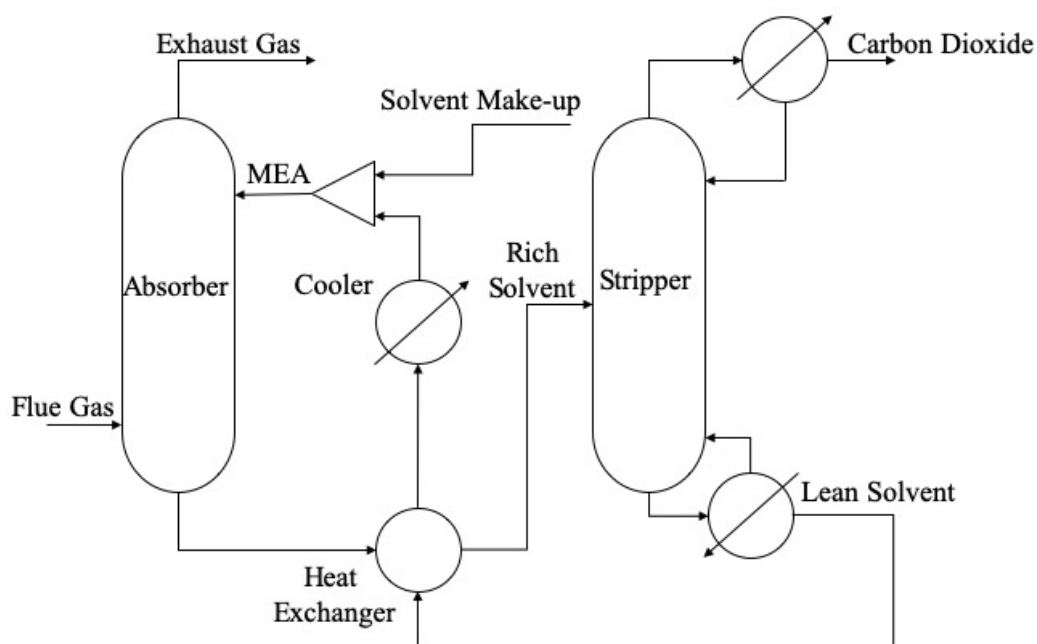 Exhaust Gas
Carbon Dioxide
Solvent Make-up
MEA
Rich
Solvent
Absorber
Cooler
Stripper
Flue Gas
Lean Solvent
Heat
Exchanger